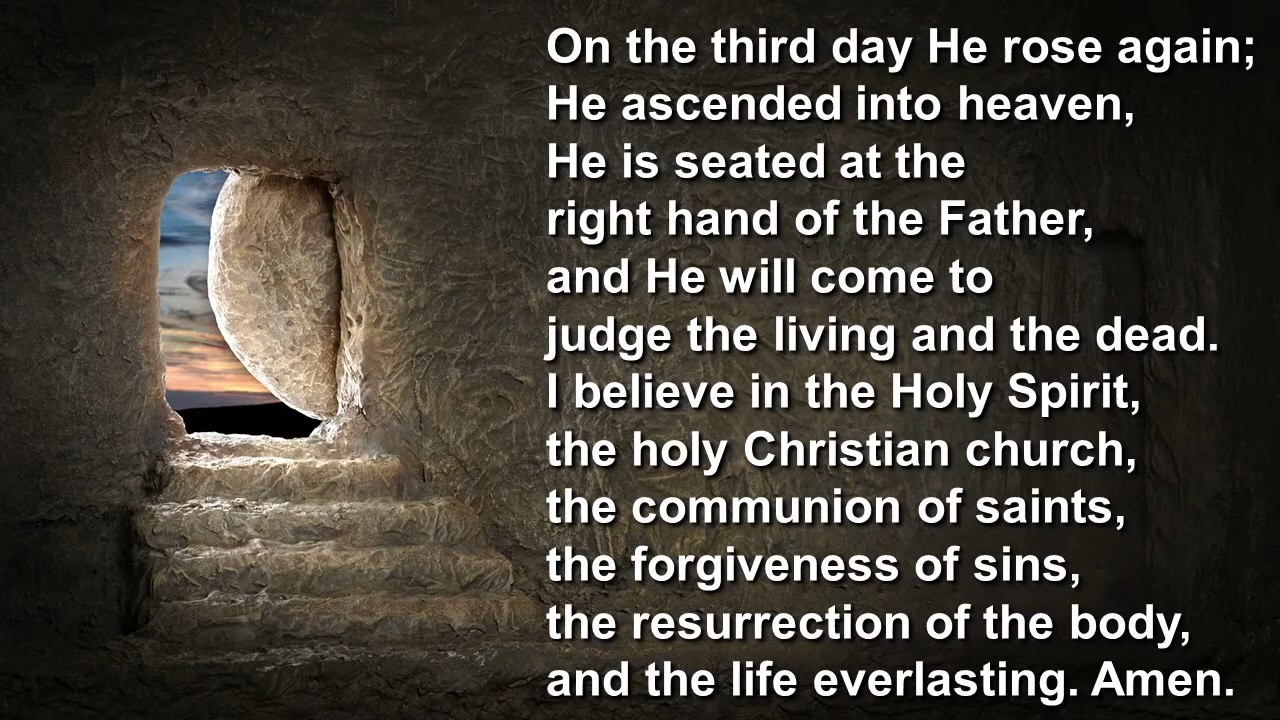 On the third day He rose again;
He ascended into heaven,
He is seated at the
right hand of the Father,
and He will come to
judge the living and the dead.
I believe in the Holy Spirit,
the holy Christian church,
the communion of saints,
the forgiveness of sins,
the resurrection of the body,
and the life everlasting. Amen.